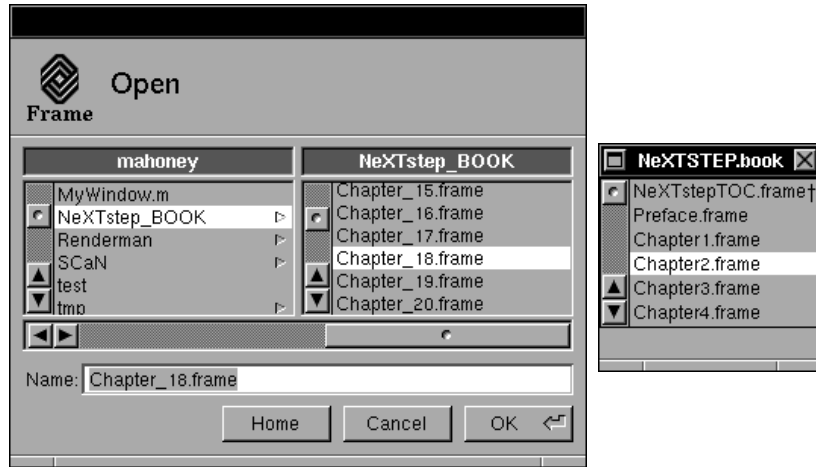 Open
Frame
mahoney
MyWindow.m
NeXTstep_BOOK
Renderman
SCaN
test
tmp
NeXTstep_BOOK
Chapter_15.frame
Chapter_16.frame
Chapter_17.frame
Chapter_18.frame
Chapter_19.frame
Chapter_20.frame
Name: Chapter_18.frame
Home
Cancel
OK
NeXTSTEP.book
NeXTstepTOC.frame†
Preface.frame
Chapter1.frame
Chapter2.frame
Chapter3.frame
Chapter4.frame